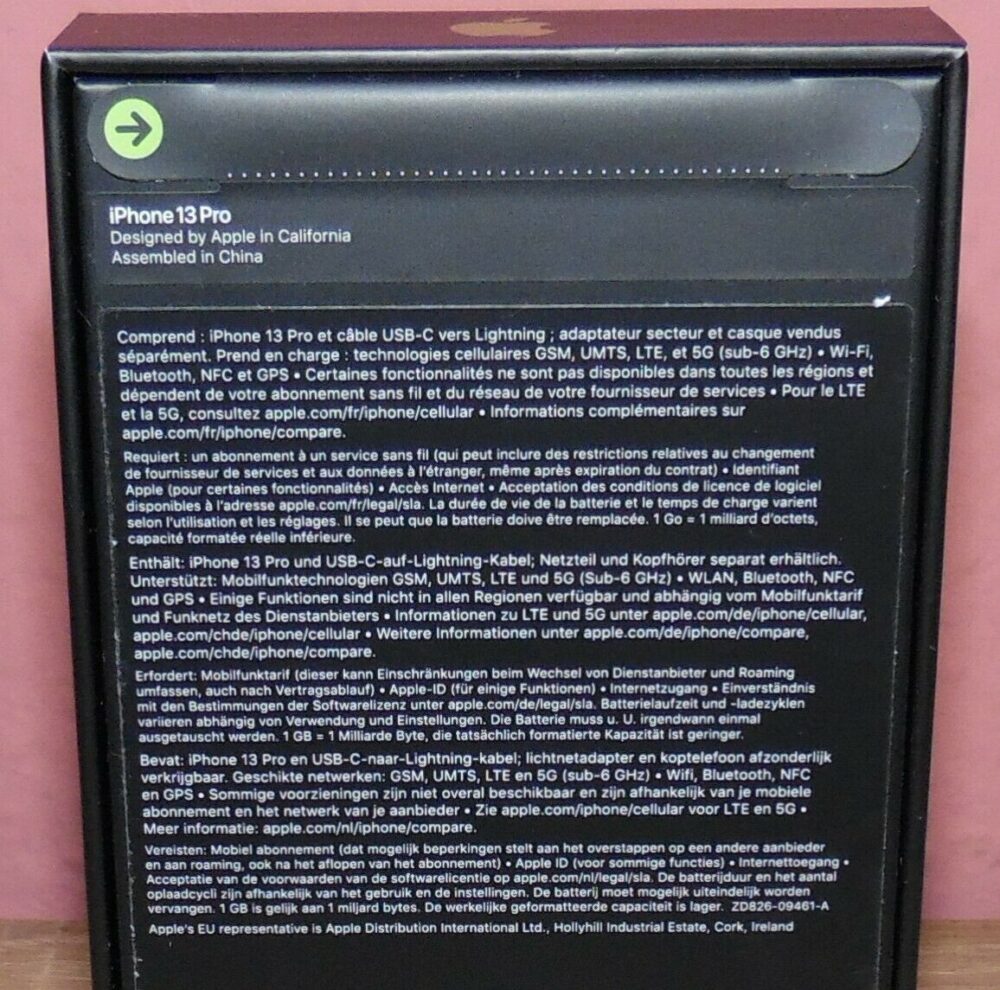 iPhone 13 Pro
Designed by Apple in California
Assembled in China
Comprend : iPhone 13 Pro et câble USB-C vers Lightning ; adaptateur secteur et casque vendus
séparément. Prend en charge : technologies cellulaires GSM, UMTS, LTE, et 5G (sub-6 GHz) • Wi-Fi,
Bluetooth, NFC et GPS • Certaines fonctionnalités ne sont pas disponibles dans toutes les régions et
dépendent de votre abonnement sans fil et du réseau de votre fournisseur de services • Pour le LTE
et la 5G, consultez apple.com/fr/iphone/cellular • Informations complémentaires sur
apple.com/fr/iphone/compare.
Requiert : un abonnement à un service sans fil (qui peut inclure des restrictions relatives au changement
de fournisseur de services et aux données à l'étranger, même après expiration du contrat) • Identifiant
Apple (pour certaines fonctionnalités) • Accès Internet • Acceptation des conditions de licence de logiciel
disponibles à l'adresse apple.com/fr/legal/sla. La durée de vie de la batterie et le temps de charge varient
selon l'utilisation et les réglages. Il se peut que la batterie doive être remplacée. 1 Go = 1 milliard d'octets,
capacité formatée réelle inférieure.
Enthält: iPhone 13 Pro und USB-C-auf-Lightning-Kabel; Netzteil und Kopfhörer separat erhältlich.
Unterstützt: Mobilfunktechnologien GSM, UMTS, LTE und 5G (Sub-6 GHz) • WLAN, Bluetooth, NFC
und GPS • Einige Funktionen sind nicht in allen Regionen verfügbar und abhängig vom Mobilfunktarif
und Funknetz des Dienstanbieters • Informationen zu LTE und 5G unter apple.com/de/iphone/cellular,
apple.com/chde/iphone/cellular • Weitere Informationen unter apple.com/de/iphone/compare,
apple.com/chde/iphone/compare.
Erfordert: Mobilfunktarif (dieser kann Einschränkungen beim Wechsel von Dienstanbieter und Roaming
umfassen, auch nach Vertragsablauf) • Apple-ID (für einige Funktionen) • Internetzugang • Einverständnis
mit den Bestimmungen der Softwarelizenz unter apple.com/de/legal/sla. Batterielaufzeit und -ladezyklen
variieren abhängig von Verwendung und Einstellungen. Die Batterie muss u. U. irgendwann einmal
ausgetauscht werden. 1 GB = 1 Milliarde Byte, die tatsächlich formatierte Kapazität ist geringer.
Bevat: iPhone 13 Pro en USB-C-naar-Lightning-kabel; lichtnetadapter en koptelefoon afzonderlijk
verkrijgbaar. Geschikte netwerken: GSM, UMTS, LTE en 5G (sub-6 GHz) • Wifi, Bluetooth, NFC
en GPS • Sommige voorzieningen zijn niet overal beschikbaar en zijn afhankelijk van je mobiele
abonnement en het netwerk van je aanbieder • Zie apple.com/iphone/cellular voor LTE en 5G •
Meer informatie: apple.com/nl/iphone/compare.
Vereisten: Mobiel abonnement (dat mogelijk beperkingen stelt aan het overstappen op een andere aanbieder
en aan roaming, ook na het aflopen van het abonnement) • Apple ID (voor sommige functies) • Internettoegang •
Acceptatie van de voorwaarden van de softwarelicentie op apple.com/nl/legal/sla. De batterijduur en het aantal
oplaadcycli zijn afhankelijk van het gebruik en de instellingen. De batterij moet mogelijk uiteindelijk worden
vervangen. 1 GB is gelijk aan 1 miljard bytes. De werkelijke geformatteerde capaciteit is lager. ZD826-09461-A
Apple's EU representative is Apple Distribution International Ltd., Hollyhill Industrial Estate, Cork, Ireland